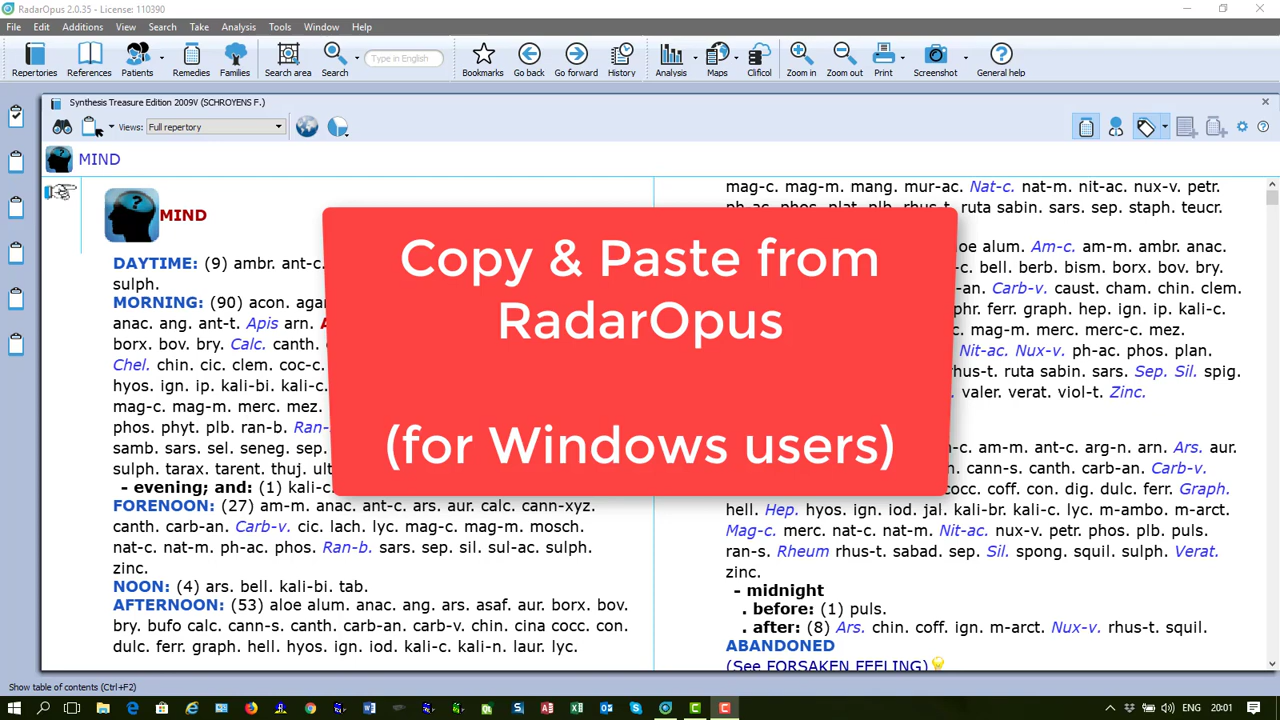 RadarOpus 2.0.35 - License: 110390
File Edit Additions View Search Take Analysis Tools Window Help
Repertories References Patients Remedies Families Search area Search Type in English Bookmarks Go back Go forward History Analysis Maps Clificol Zoom in Zoom out Print Screenshot General help
Synthesis Treasure Edition 2009V (SCHROYENS F.)
Views: Full repertory
MIND
MIND
DAYTIME: (9) ambr. ant-c.
sulph.
MORNING: (90) acon. agar
anac. ang. ant-t. Apis arn.
borx. bov. bry. Calc. canth.
Chel. chin. cic. clem. coc-c.
hyos. ign. ip. kali-bi. kali-c.
mag-c. mag-m. merc. mez.
phos. phyt. plb. ran-b. Ran-
samb. sars. sel. seneg. sep.
sulph. tarax. tarent. thuj. ult
- evening; and: (1) kali-c.
FORENOON: (27) am-m. anac. ant-c. ars. aur. calc. cann-xyz.
canth. carb-an. Carb-v. cic. lach. lyc. mag-c. mag-m. mosch.
nat-c. nat-m. ph-ac. phos. Ran-b. sars. sep. sil. sul-ac. sulph.
zinc.
NOON: (4) ars. bell. kali-bi. tab.
AFTERNOON: (53) aloe alum. anac. ang. ars. asaf. aur. borx. bov.
bry. bufo calc. cann-s. canth. carb-an. carb-v. chin. cina cocc. con.
dulc. ferr. graph. hell. hyos. ign. iod. kali-c. kali-n. laur. lyc.
mag-c. mag-m. mang. mur-ac. Nat-c. nat-m. nit-ac. nux-v. petr.
ph-ac. phos. plat. plb. puls. ran-b. rhus-t. ruta sabin. sars. sep. staph. teucr.
aloe alum. Am-c. am-m. ambr. anac.
c. bell. berb. bism. borx. bov. bry.
-an. Carb-v. caust. cham. chin. clem.
phr. ferr. graph. hep. ign. ip. kali-c.
mag-m. merc. merc-c. mez.
Nit-ac. Nux-v. ph-ac. phos. plan.
rhus-t. ruta sabin. sars. Sep. Sil. spig.
valer. verat. viol-t. Zinc.
am-m. ant-c. arg-n. arn. Ars. aur.
cann-s. canth. carb-an. Carb-v.
cocc. coff. con. dig. dulc. ferr. Graph.
hell. Hep. hyos. ign. iod. jal. kali-br. kali-c. lyc. m-ambo. m-arct.
Mag-c. merc. nat-c. nat-m. Nit-ac. nux-v. petr. phos. plb. puls.
ran-s. Rheum rhus-t. sabad. sep. Sil. spong. squil. sulph. Verat.
zinc.
- midnight
. before: (1) puls.
. after: (8) Ars. chin. coff. ign. m-arct. Nux-v. rhus-t. squil.
ABANDONED
(See FORSAKEN FEELING)
Copy & Paste from
RadarOpus
(for Windows users)
Show table of contents (Ctrl+F2)
ENG 20:01